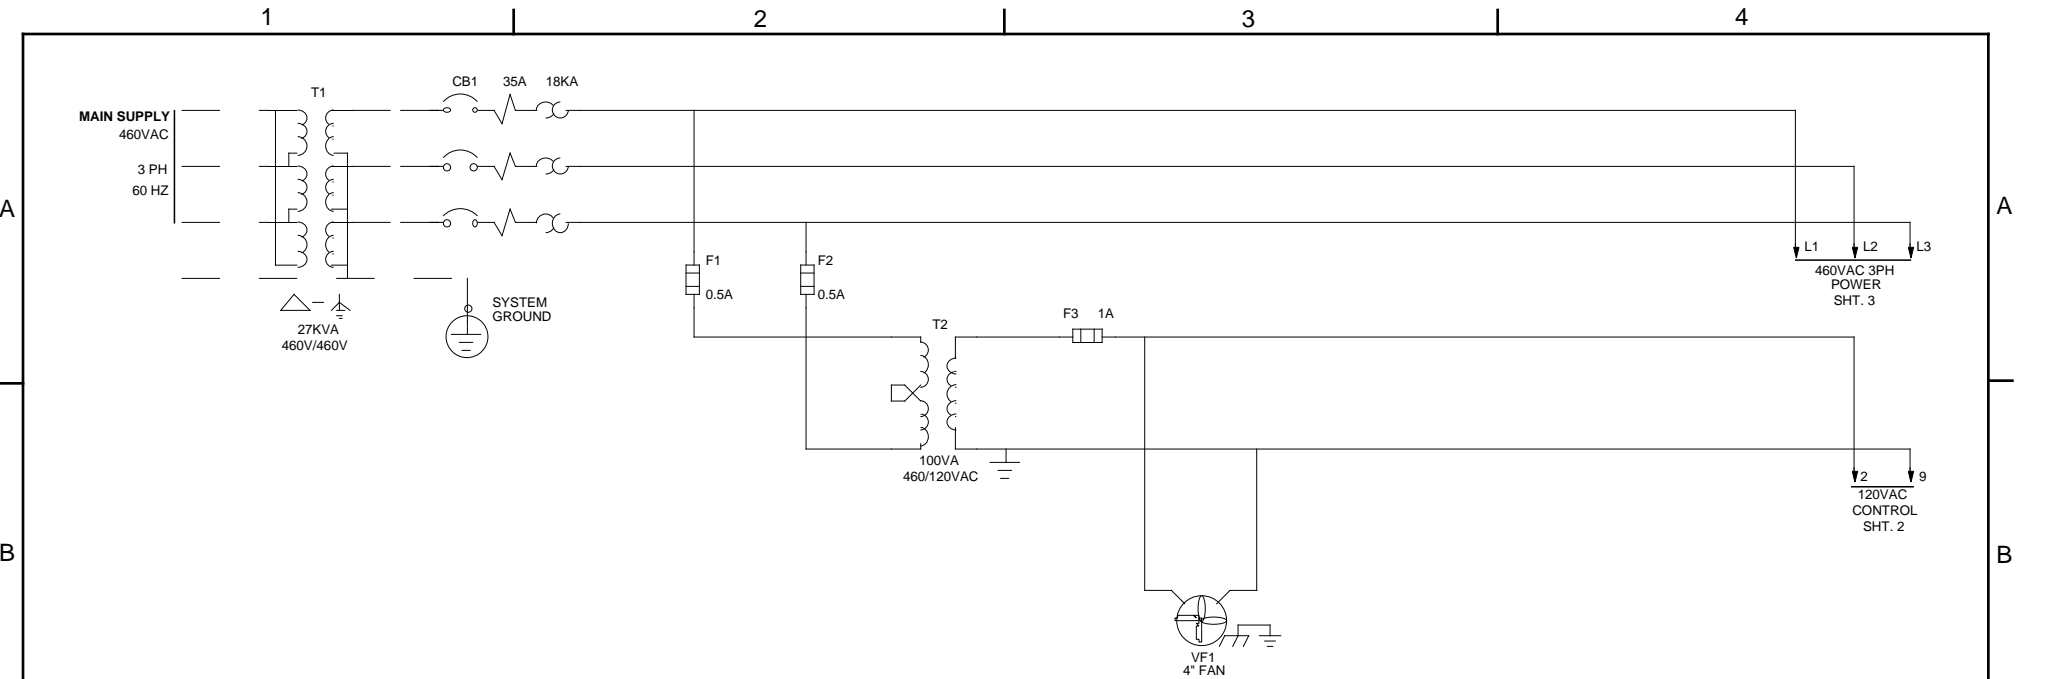 1
2
3
4
CB1 35A 18KA
T1
MAIN SUPPLY
460VAC
3 PH
60 HZ
A
A
L1 L2 L3
F1
F2
460VAC 3PH
POWER
SHT. 3
0.5A
0.5A
SYSTEM
GROUND
F3 1A
T2
27KVA
460V/460V
100VA
460/120VAC
2 9
120VAC
CONTROL
SHT. 2
B
B
VF1
4" FAN